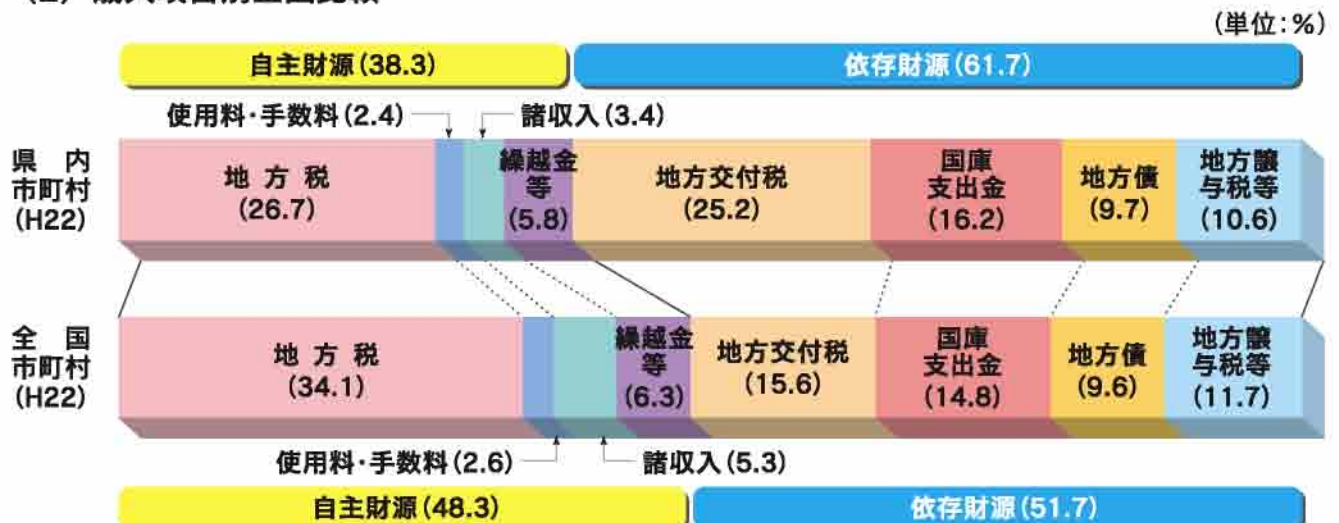 (単位:%)
自主財源(38.3)
依存財源(61.7)
使用料・手数料(2.4)
諸収入(3.4)
県内
市町村
(H22)
地方税
(26.7)
繰越金
等
(5.8)
地方交付税
(25.2)
国庫
支出金
(16.2)
地方債
(9.7)
地方譲
与税等
(10.6)
全国
市町村
(H22)
地方税
(34.1)
繰越金
等
(6.3)
地方交付税
(15.6)
国庫
支出金
(14.8)
地方債
(9.6)
地方譲
与税等
(11.7)
使用料・手数料(2.6)
諸収入(5.3)
自主財源(48.3)
依存財源(51.7)